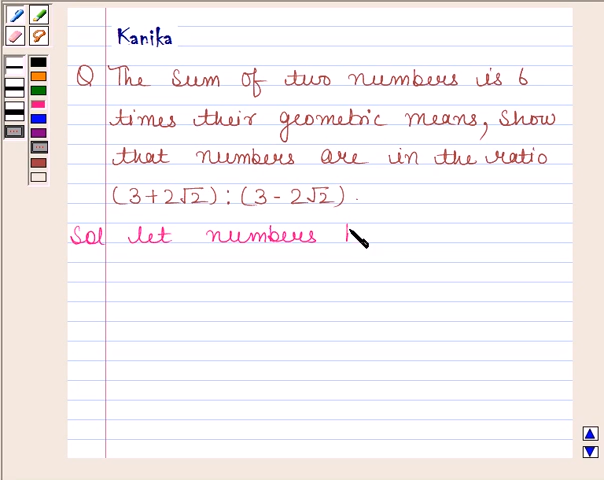 Kanika
Q The Sum of two numbers is 6
times their geometric means, Show
that numbers are in the ratio
(3+2√2) : (3-2√2).
Sol let numbers